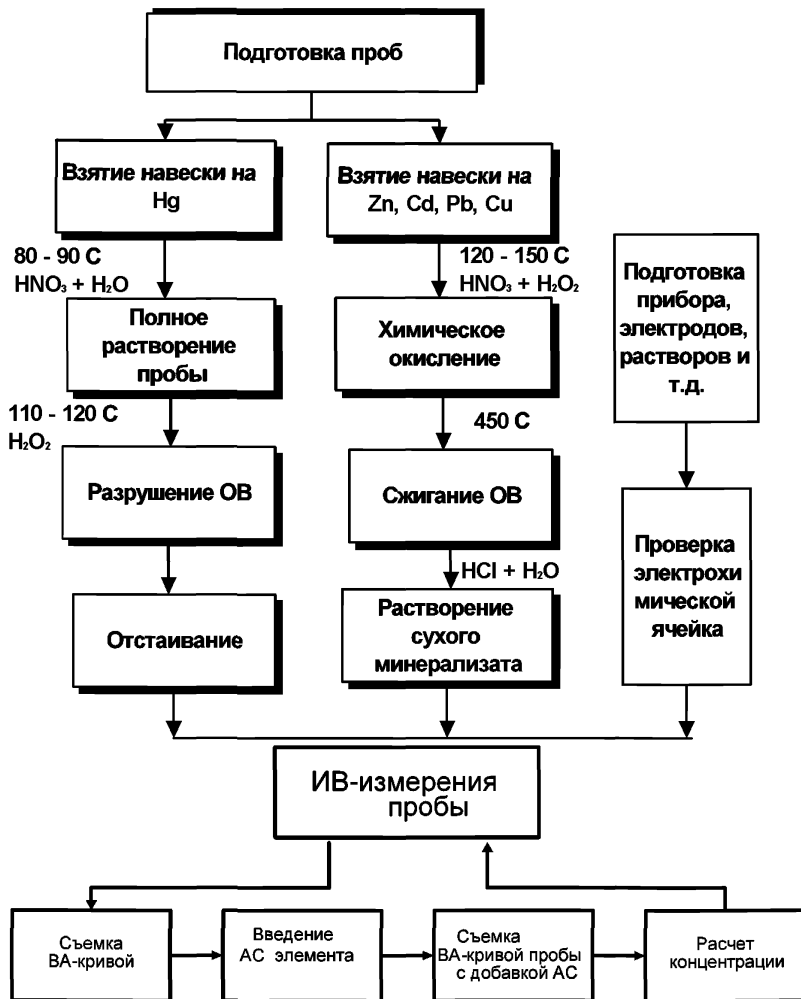 Подготовка проб
Взятие навески на
Hg
Взятие навески на
Zn, Cd, Pb, Cu
80 - 90 С
HNO₃ + H₂O
120 - 150 С
HNO₃ + H₂O₂
Подготовка
прибора,
электродов,
растворов и
т.д.
Полное
растворение
пробы
Химическое
окисление
110 - 120 С
H₂O₂
450 С
Разрушение ОВ
Сжигание ОВ
Проверка
электрохи
мической
ячейка
HCl + H₂O
Отстаивание
Растворение
сухого
минерализата
ИВ-измерения
пробы
Съемка
ВА-кривой
Введение
АС элемента
Съемка
ВА-кривой пробы
с добавкой АС
Расчет
концентрации